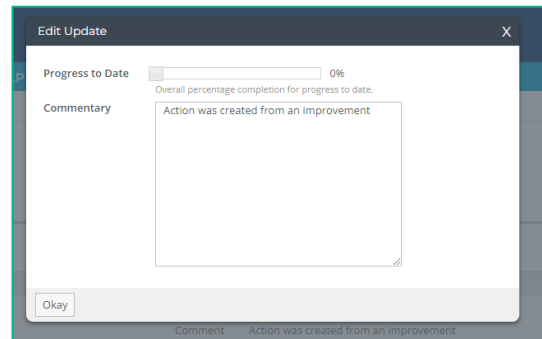 Edit Update
X
Progress to Date
0%
Overall percentage completion for progress to date.
Commentary
Action was created from an improvement
Okay
Comment Action was created from an improvement